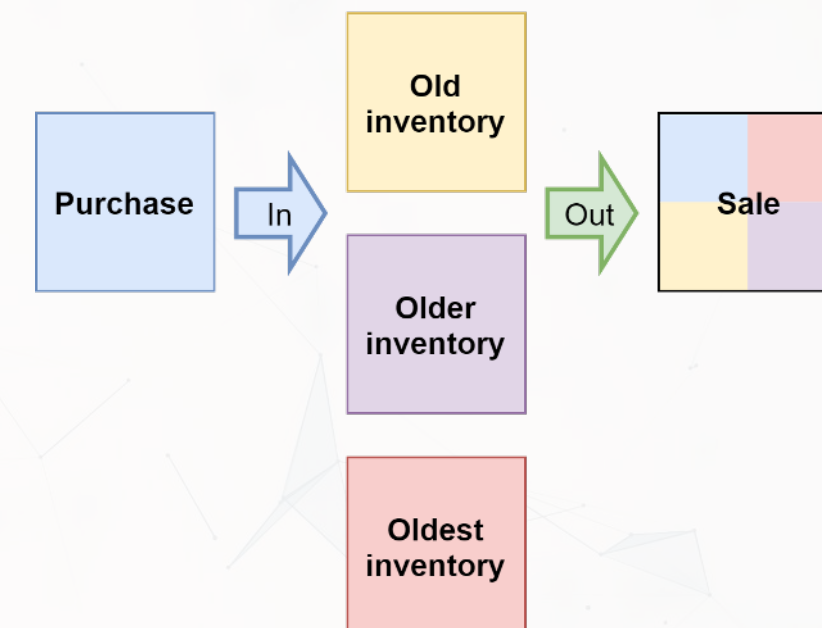 Old
inventory
Purchase
In
Out
Sale
Older
inventory
Oldest
inventory